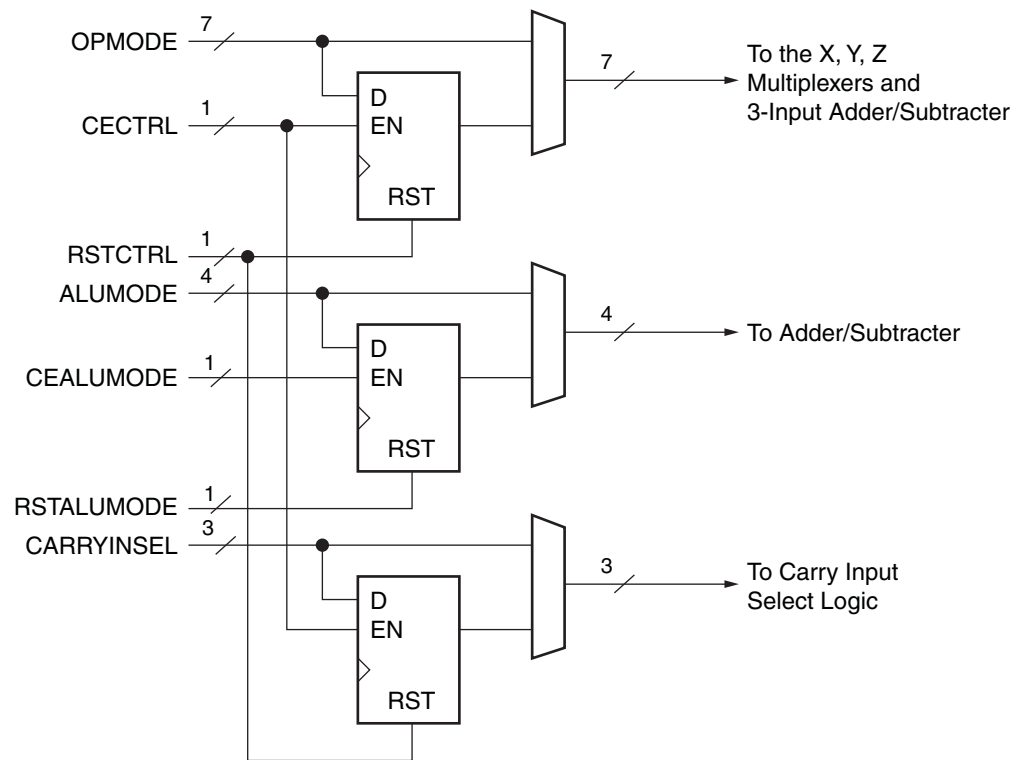 OPMODE
7
7
To the X, Y, Z
Multiplexers and
3-Input Adder/Subtracter
D
CECTRL
1
EN
RST
RSTCTRL
1
ALUMODE
4
4
To Adder/Subtracter
D
CEALUMODE
1
EN
RST
RSTALUMODE
1
CARRYINSEL
3
3
To Carry Input
Select Logic
D
EN
RST